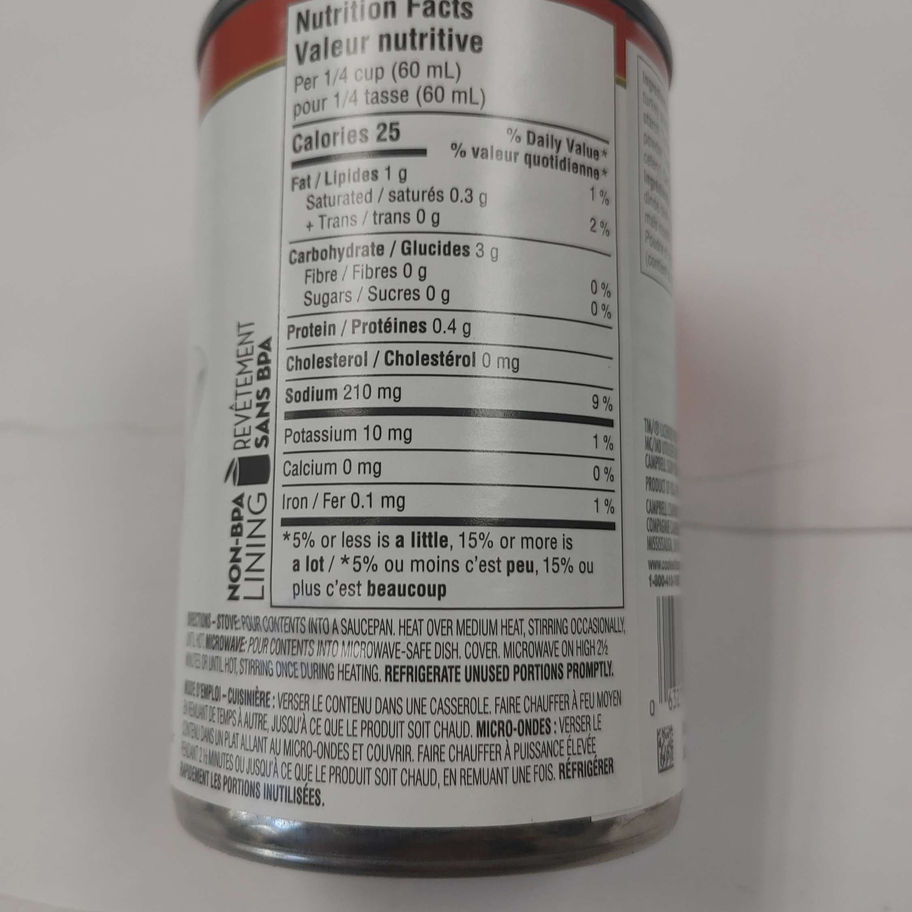 Nutrition Facts
Valeur nutritive
Per 1/4 cup (60 mL)
pour 1/4 tasse (60 mL)
Calories 25
% Daily Value*
% valeur quotidienne*
Fat / Lipides 1 g 1 %
Saturated / saturés 0.3 g
+ Trans / trans 0 g 2 %
Carbohydrate / Glucides 3 g
Fibre / Fibres 0 g 0 %
Sugars / Sucres 0 g 0 %
Protein / Protéines 0.4 g
Cholesterol / Cholestérol 0 mg
Sodium 210 mg 9 %
Potassium 10 mg 1 %
Calcium 0 mg 0 %
Iron / Fer 0.1 mg 1 %
*5% or less is a little, 15% or more is
a lot / *5% ou moins c'est peu, 15% ou
plus c'est beaucoup
NON-BPA
LINING
REVÊTEMENT
SANS BPA
STOVE: POUR CONTENTS INTO A SAUCEPAN. HEAT OVER MEDIUM HEAT, STIRRING OCCASIONALLY,
HOT. MICROWAVE: POUR CONTENTS INTO MICROWAVE-SAFE DISH. COVER. MICROWAVE ON HIGH 2½
MINUTES OR UNTIL HOT, STIRRING ONCE DURING HEATING. REFRIGERATE UNUSED PORTIONS PROMPTLY.
MODE D'EMPLOI - CUISINIÈRE : VERSER LE CONTENU DANS UNE CASSEROLE. FAIRE CHAUFFER À FEU MOYEN
EN REMUANT DE TEMPS À AUTRE, JUSQU'À CE QUE LE PRODUIT SOIT CHAUD. MICRO-ONDES : VERSER LE
CONTENU DANS UN PLAT ALLANT AU MICRO-ONDES ET COUVRIR. FAIRE CHAUFFER À PUISSANCE ÉLEVÉE
PENDANT 2 ½ MINUTES OU JUSQU'À CE QUE LE PRODUIT SOIT CHAUD, EN REMUANT UNE FOIS. RÉFRIGÉRER
RAPIDEMENT LES PORTIONS INUTILISÉES.